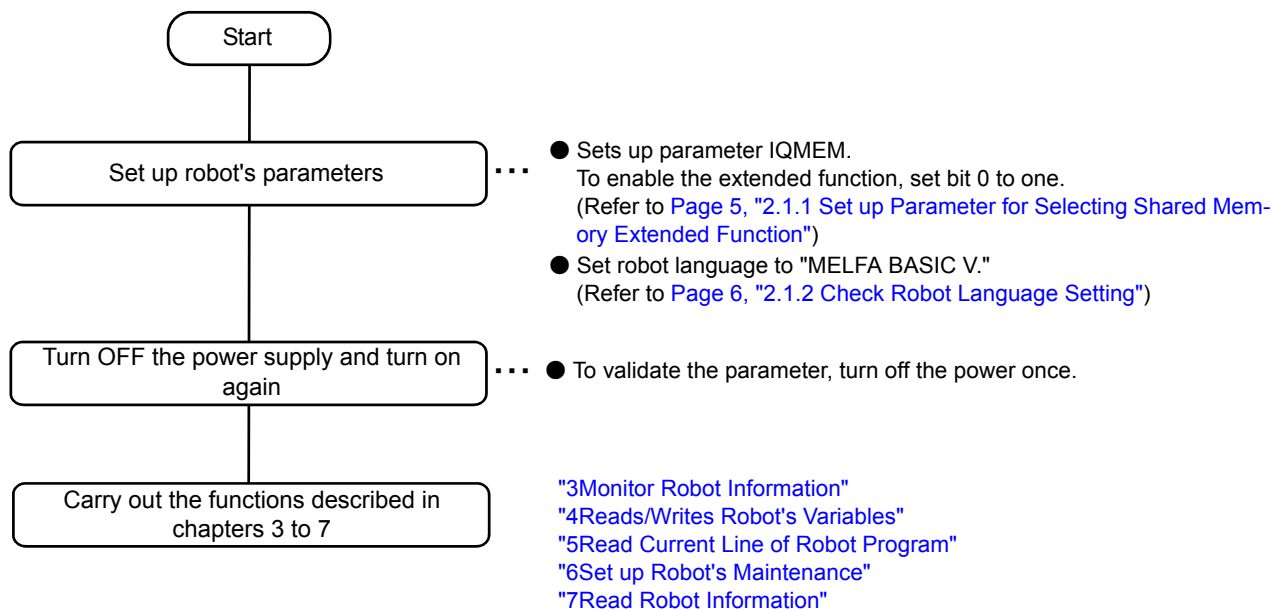 Start
Set up robot's parameters
...
● Sets up parameter IQMEM.
To enable the extended function, set bit 0 to one.
(Refer to Page 5, "2.1.1 Set up Parameter for Selecting Shared Mem-
ory Extended Function")
● Set robot language to "MELFA BASIC V."
(Refer to Page 6, "2.1.2 Check Robot Language Setting")
Turn OFF the power supply and turn on
again
...
● To validate the parameter, turn off the power once.
Carry out the functions described in
chapters 3 to 7
"3Monitor Robot Information"
"4Reads/Writes Robot's Variables"
"5Read Current Line of Robot Program"
"6Set up Robot's Maintenance"
"7Read Robot Information"